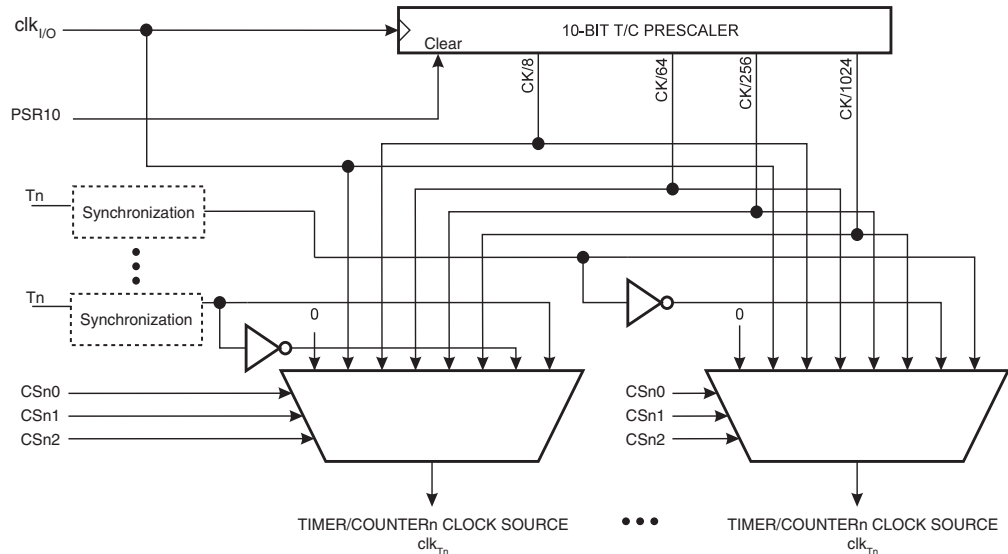 clkI/O
10-BIT T/C PRESCALER
Clear
CK/8
CK/64
CK/256
CK/1024
PSR10
Tn
Synchronization
Tn
Synchronization
0
0
CSn0
CSn1
CSn2
CSn0
CSn1
CSn2
TIMER/COUNTERn CLOCK SOURCE
clkTn
TIMER/COUNTERn CLOCK SOURCE
clkTn